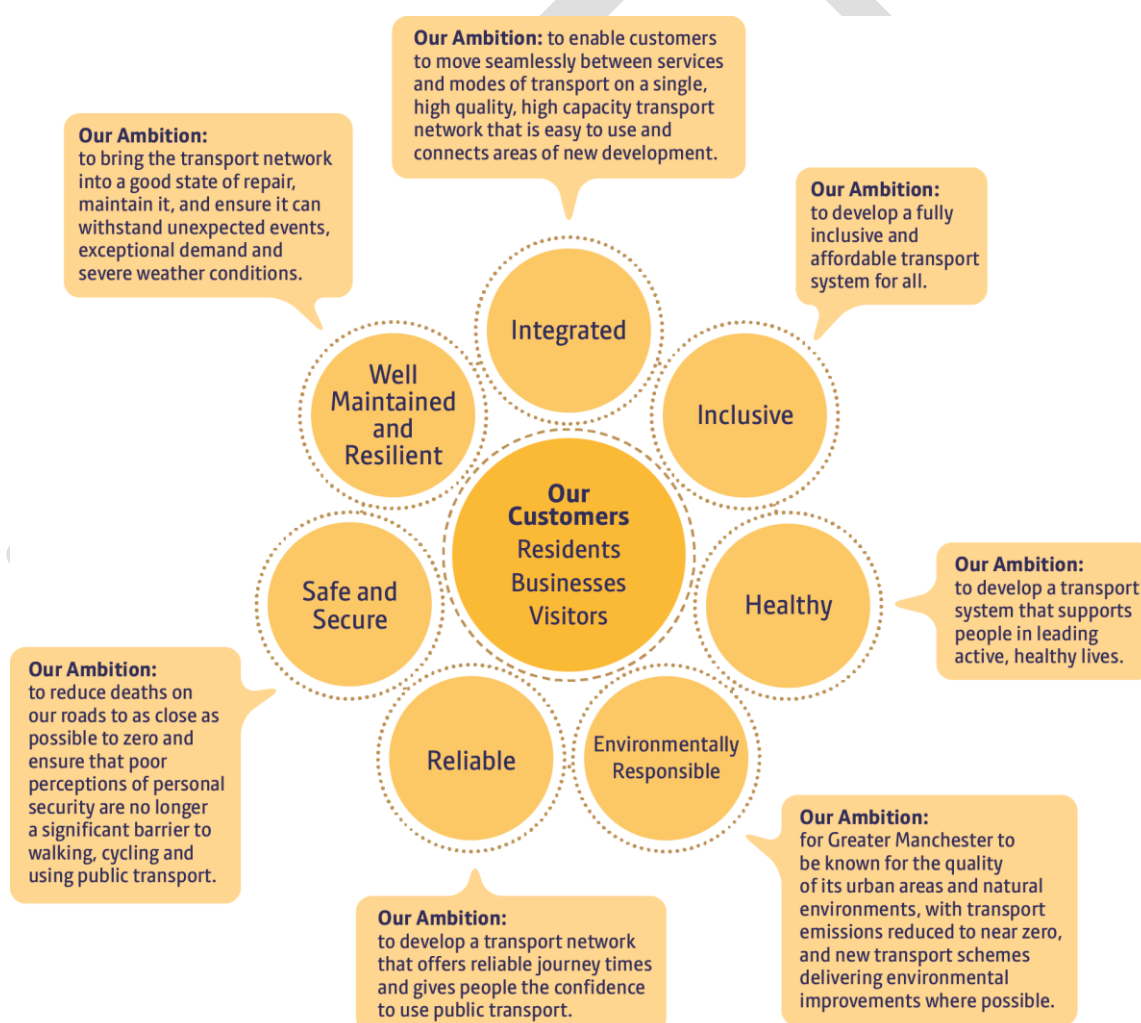 Our Ambition: to enable customers
to move seamlessly between services
and modes of transport on a single,
high quality, high capacity transport
network that is easy to use and
connects areas of new development.
Our Ambition:
to bring the transport network
into a good state of repair,
maintain it, and ensure it can
withstand unexpected events,
exceptional demand and
severe weather conditions.
Our Ambition:
to develop a fully
inclusive and
affordable transport
system for all.
Integrated
Well
Maintained
and
Resilient
Inclusive
Our
Customers
Residents
Businesses
Visitors
Safe and
Secure
Healthy
Our Ambition:
to develop a transport
system that supports
people in leading
active, healthy lives.
Our Ambition:
to reduce deaths on
our roads to as close as
possible to zero and
ensure that poor
perceptions of personal
security are no longer
a significant barrier to
walking, cycling and
using public transport.
Reliable
Environmentally
Responsible
Our Ambition:
to develop a transport network
that offers reliable journey times
and gives people the confidence
to use public transport.
Our Ambition:
for Greater Manchester to
be known for the quality
of its urban areas and natural
environments, with transport
emissions reduced to near zero,
and new transport schemes
delivering environmental
improvements where possible.